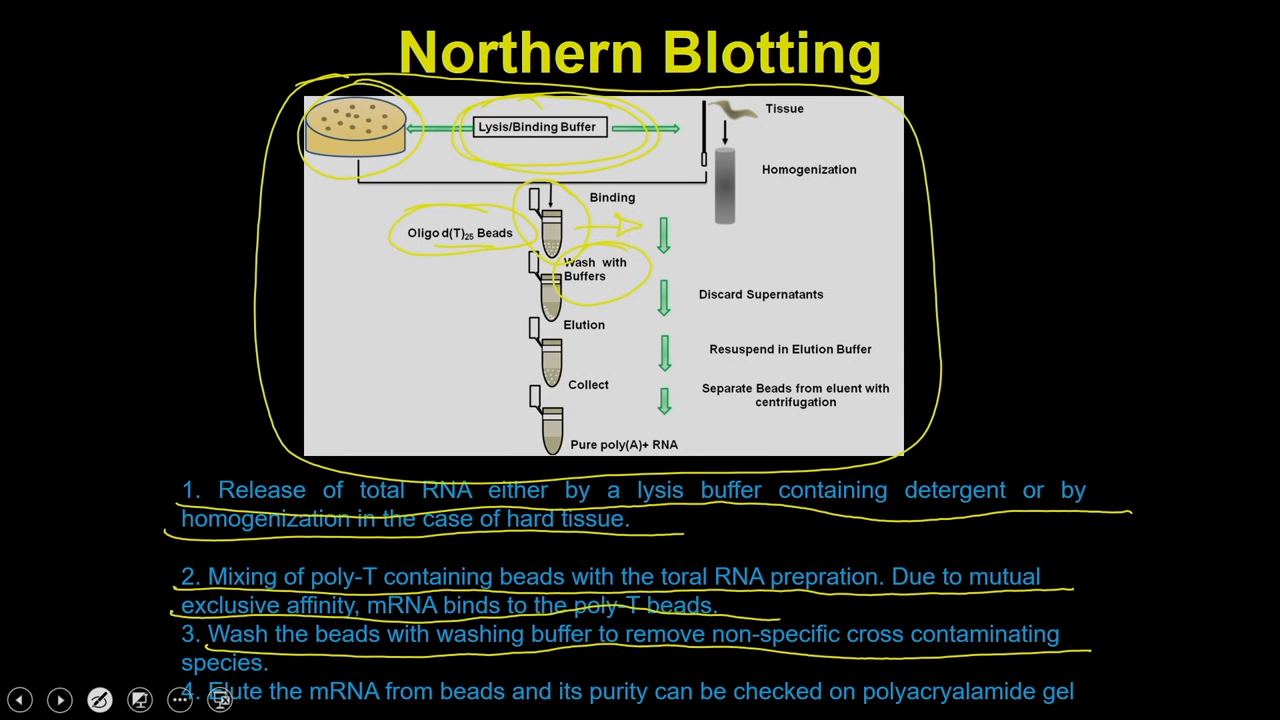 Northern Blotting
Lysis/Binding Buffer
Tissue
Homogenization
Binding
Oligo d(T)25 Beads
Wash with
Buffers
Discard Supernatants
Elution
Resuspend in Elution Buffer
Collect
Separate Beads from eluent with
centrifugation
Pure poly(A)+ RNA
1. Release of total RNA either by a lysis buffer containing detergent or by
homogenization in the case of hard tissue.
2. Mixing of poly-T containing beads with the toral RNA prepration. Due to mutual
exclusive affinity, mRNA binds to the poly-T beads.
3. Wash the beads with washing buffer to remove non-specific cross contaminating
species.
4. Elute the mRNA from beads and its purity can be checked on polyacryalamide gel